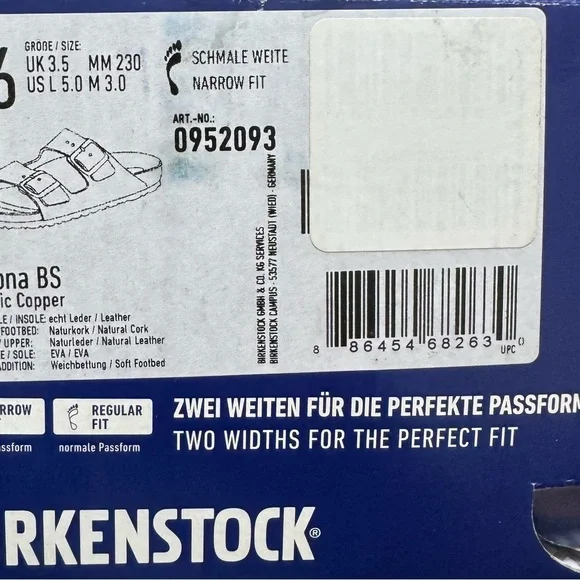 6
GRÖßE / SIZE:
UK 3.5 MM 230
US L 5.0 M 3.0
SCHMALE WEITE
NARROW FIT
ART.-NO.:
0952093
ona BS
ic Copper
LE / INSOLE: echt Leder / Leather
FOOTBED: Naturkork / Natural Cork
/ UPPER: Naturleder / Natural Leather
E / SOLE: EVA / EVA
ADDITION: Weichbettung / Soft Footbed
BIRKENSTOCK GMBH & CO. KG SERVICES
BIRKENSTOCK CAMPUS · 53577 NEUSTADT (WIED) · GERMANY
8 86454 68263 0
UPC
RROW
FIT
assform
REGULAR
FIT
normale Passform
ZWEI WEITEN FÜR DIE PERFEKTE PASSFORM
TWO WIDTHS FOR THE PERFECT FIT
RKENSTOCK®